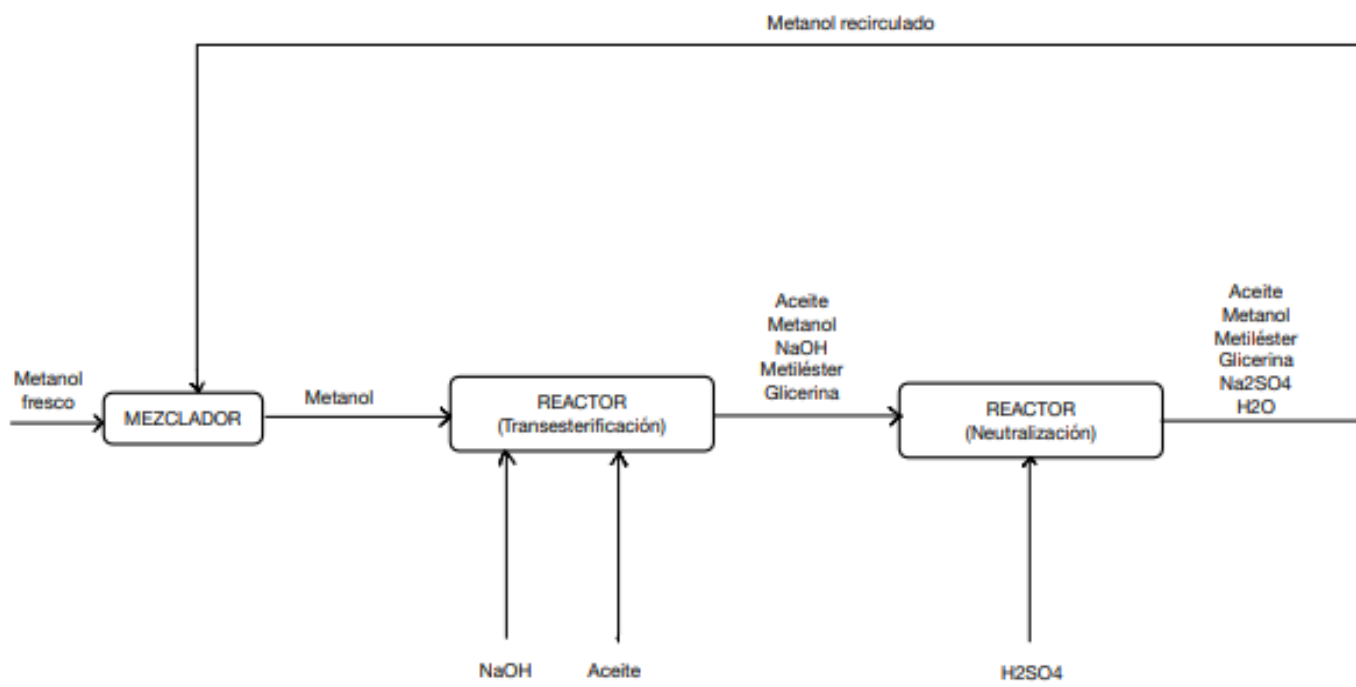 Metanol recirculado
Metanol
fresco
MEZCLADOR
Metanol
REACTOR
(Transesterificación)
Aceite
Metanol
NaOH
Metiléster
Glicerina
REACTOR
(Neutralización)
Aceite
Metanol
Metiléster
Glicerina
Na2SO4
H2O
NaOH
Aceite
H2SO4